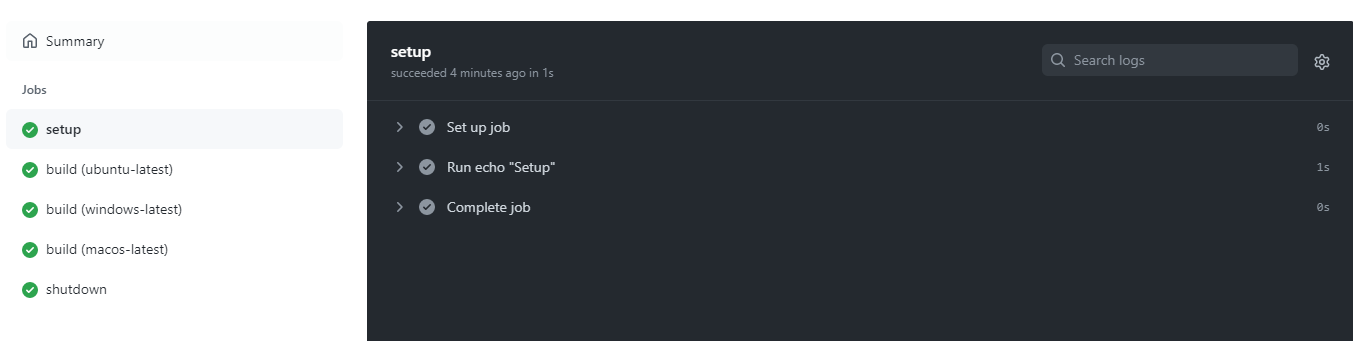 Summary
Jobs
setup
build (ubuntu-latest)
build (windows-latest)
build (macos-latest)
shutdown
setup
succeeded 4 minutes ago in 1s
Search logs
Set up job 0s
Run echo "Setup" 1s
Complete job 0s